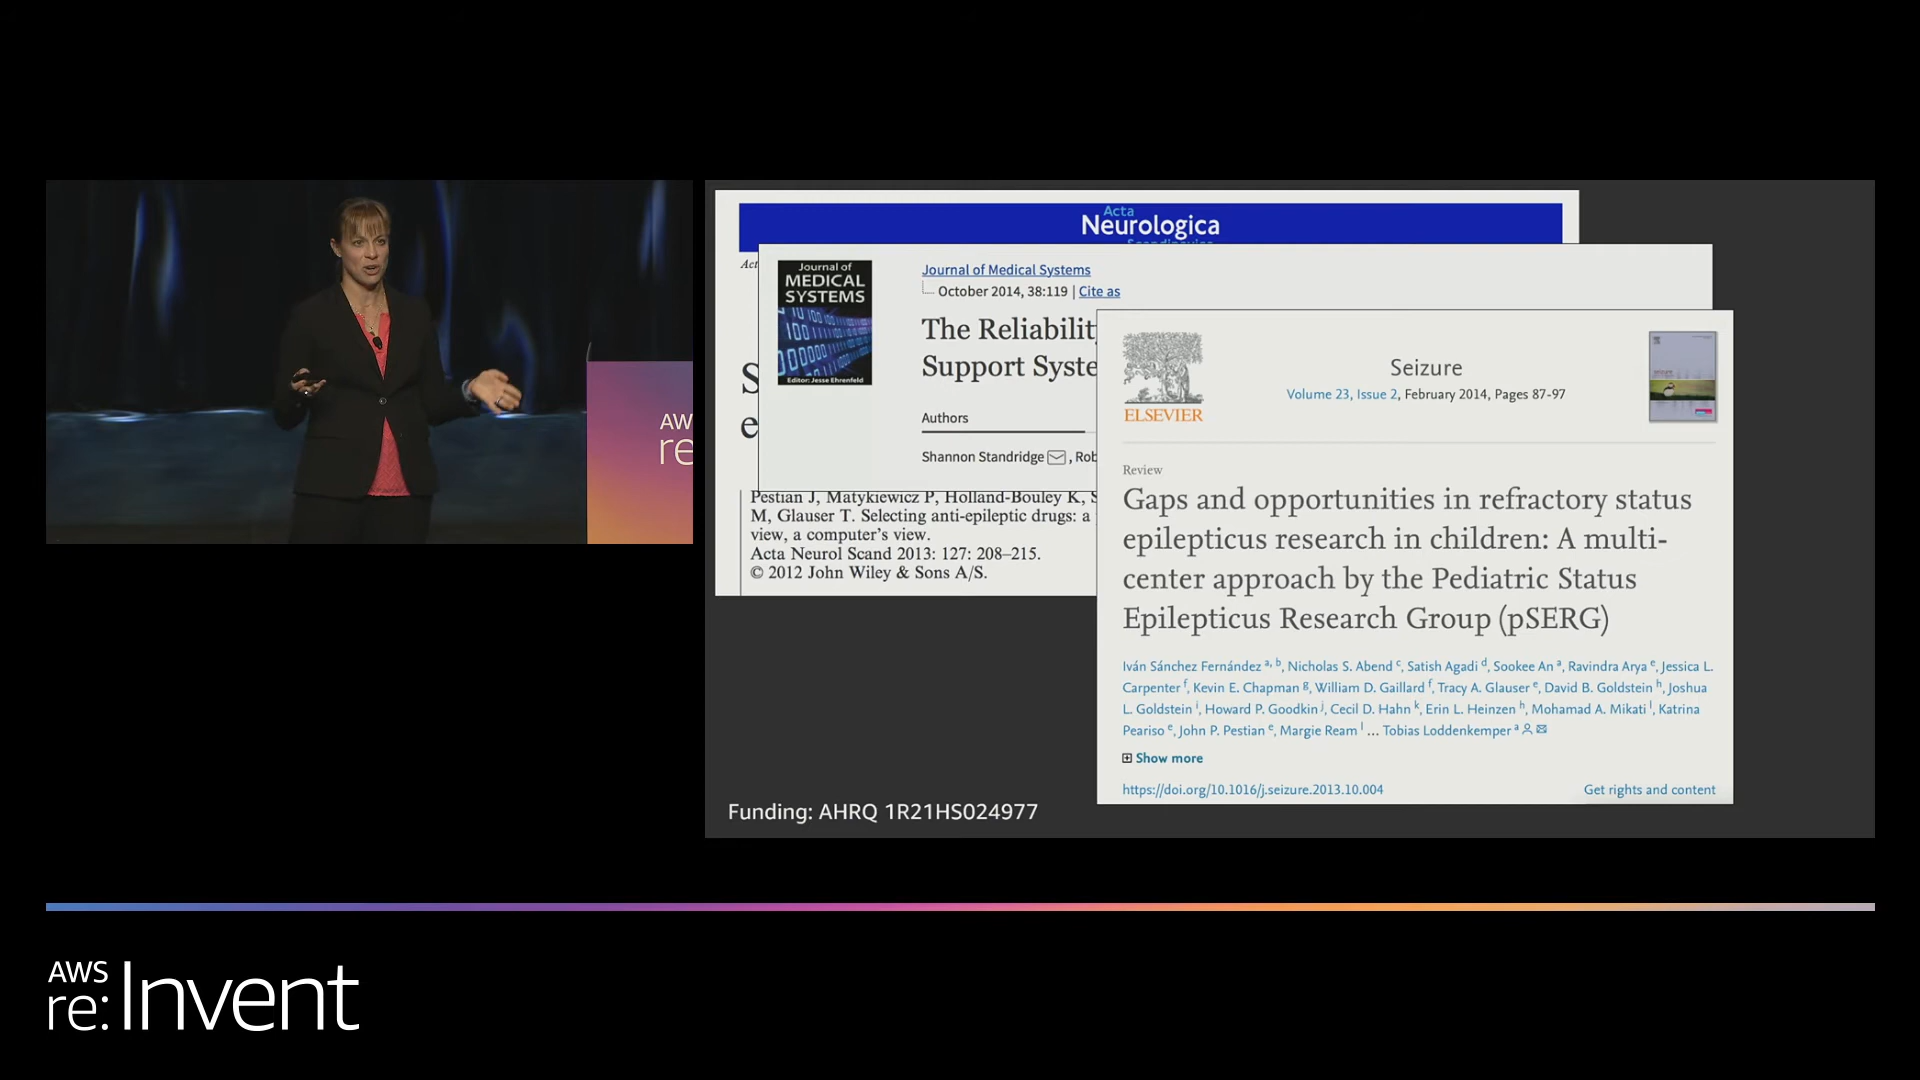 AW
re
Acta
Neurologica
Act
S
e
Journal of
MEDICAL
SYSTEMS
Editor: Jesse Ehrenfeld
Journal of Medical Systems
October 2014, 38:119 | Cite as
The Reliability
Support Syste
Authors
Shannon Standridge , Rob
Pestian J, Matykiewicz P, Holland-Bouley K, S
M, Glauser T. Selecting anti-epileptic drugs: a
view, a computer's view.
Acta Neurol Scand 2013: 127: 208–215.
© 2012 John Wiley & Sons A/S.
ELSEVIER
Seizure
Volume 23, Issue 2, February 2014, Pages 87-97
Review
Gaps and opportunities in refractory status
epilepticus research in children: A multi-
center approach by the Pediatric Status
Epilepticus Research Group (pSERG)
Iván Sánchez Fernández a, b, Nicholas S. Abend c, Satish Agadi d, Sookee An a, Ravindra Arya e, Jessica L.
Carpenter f, Kevin E. Chapman g, William D. Gaillard f, Tracy A. Glauser e, David B. Goldstein h, Joshua
L. Goldstein i, Howard P. Goodkin j, Cecil D. Hahn k, Erin L. Heinzen h, Mohamad A. Mikati l, Katrina
Peariso e, John P. Pestian e, Margie Ream l ... Tobias Loddenkemper a
Show more
https://doi.org/10.1016/j.seizure.2013.10.004
Get rights and content
Funding: AHRQ 1R21HS024977
AWS
re:Invent